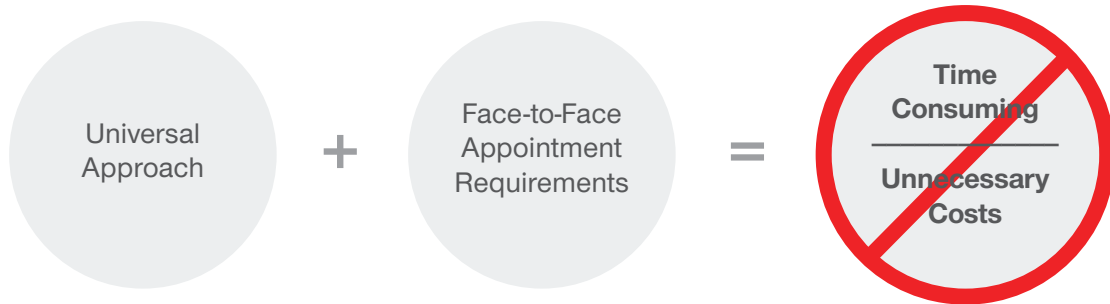 Universal
Approach
+
Face-to-Face
Appointment
Requirements
=
Time
Consuming
Unnecessary
Costs